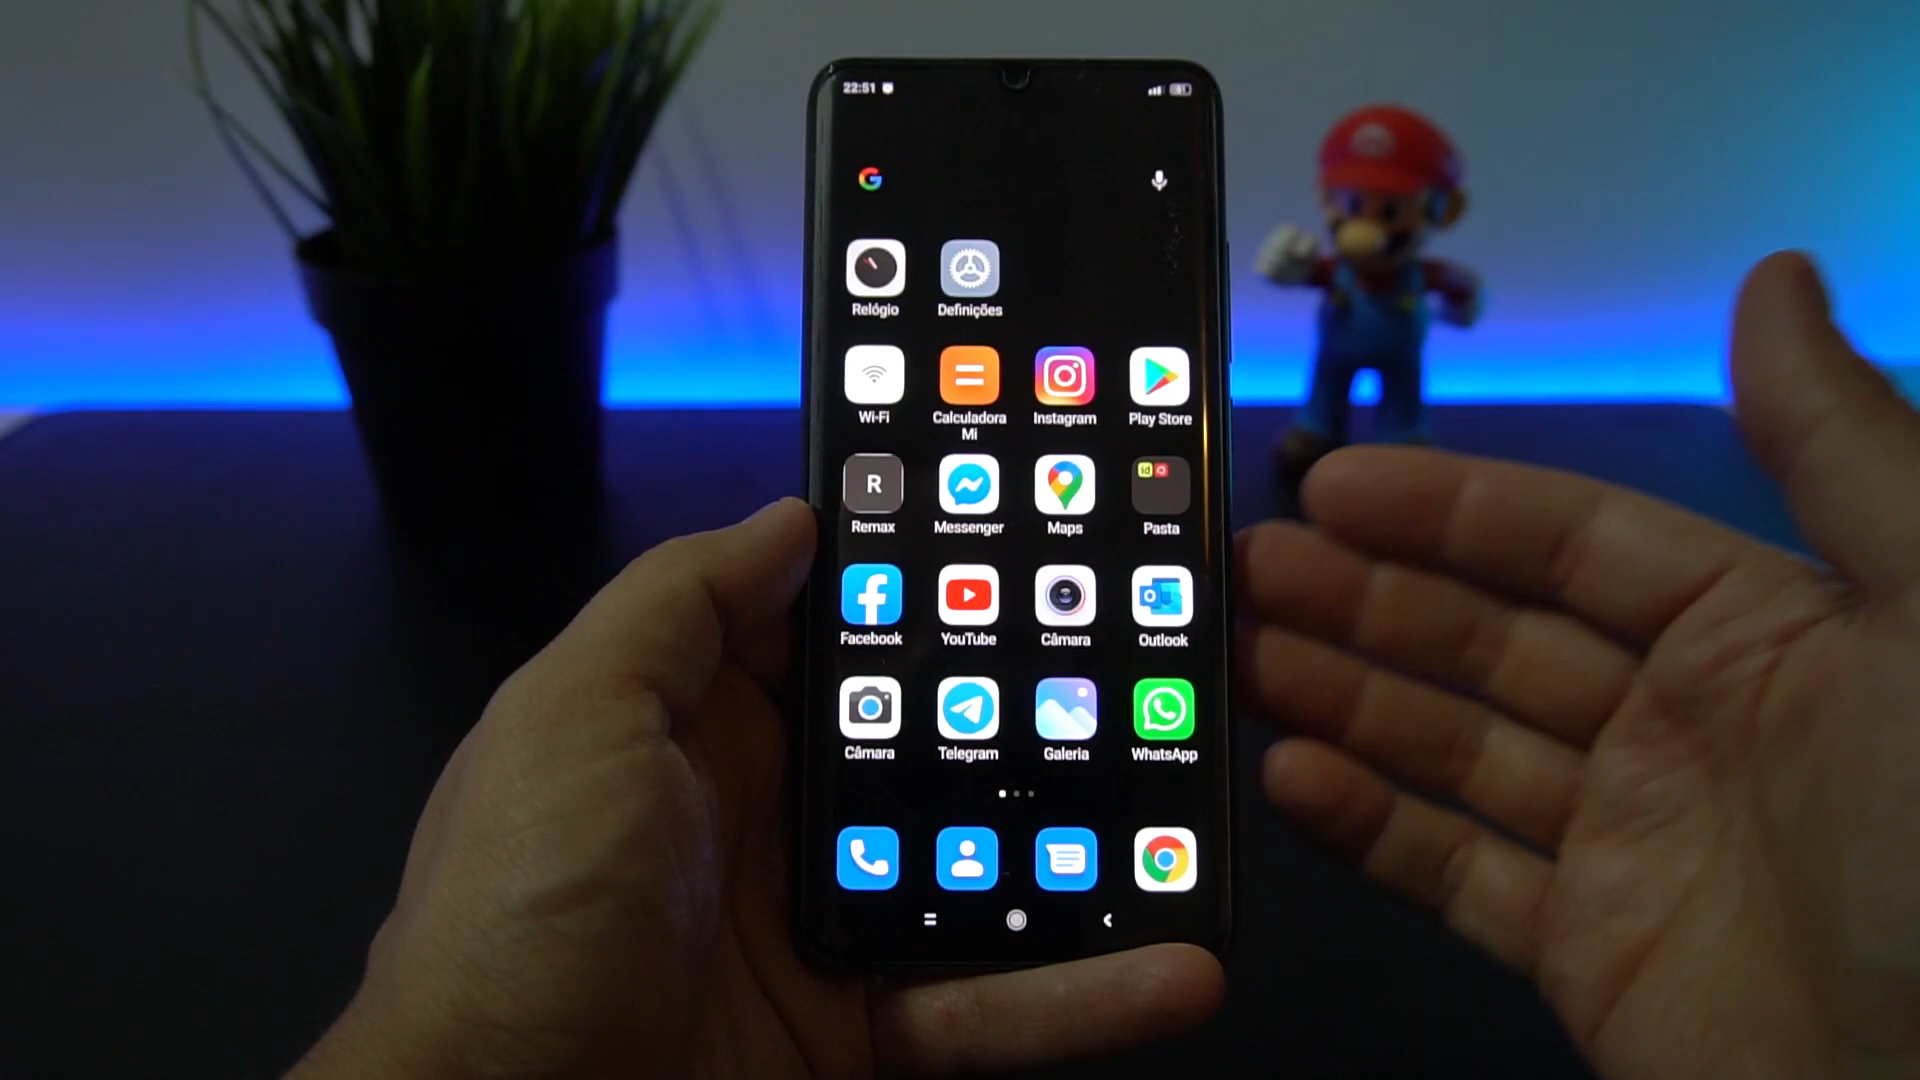 22:51
Relógio
Definições
Wi-Fi
Calculadora
Mi
Instagram
Play Store
R
Remax
Messenger
Maps
id
Pasta
Facebook
YouTube
Câmara
Outlook
Câmara
Telegram
Galeria
WhatsApp